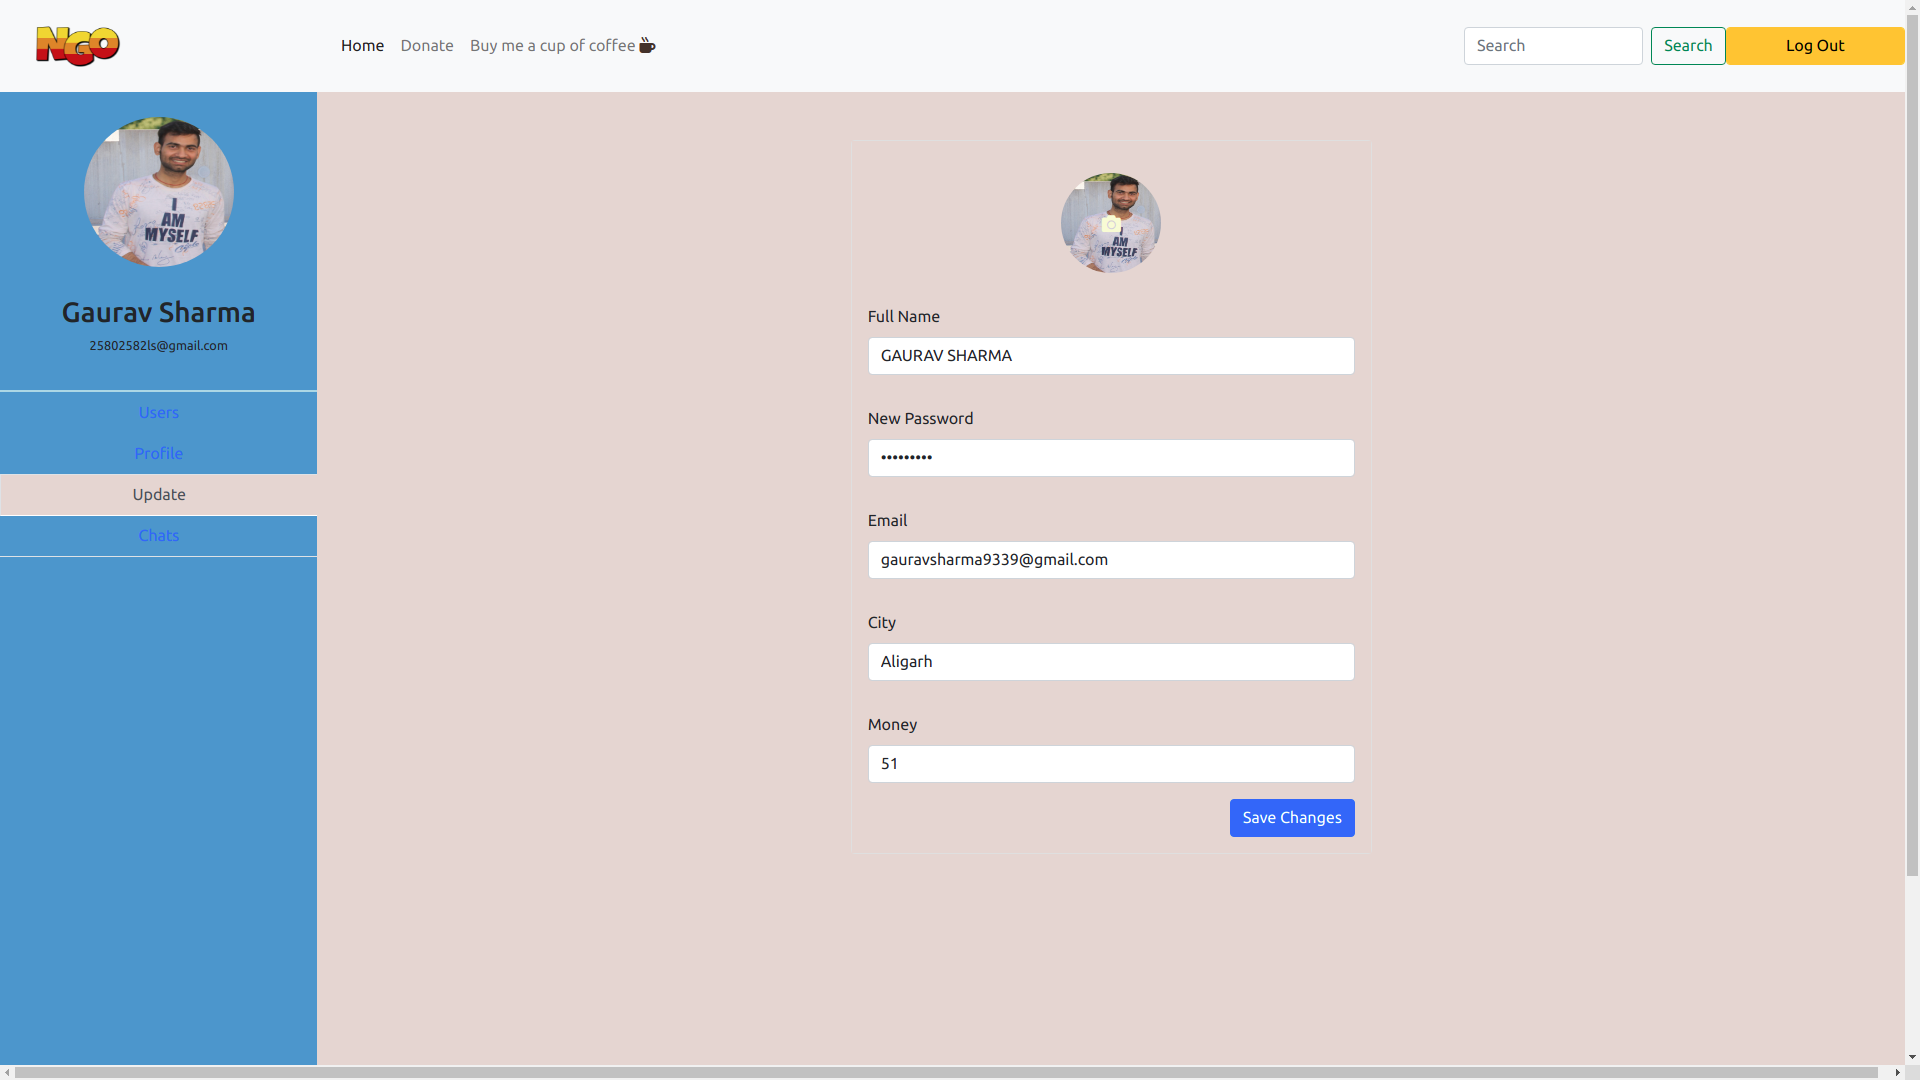 NGO
Home Donate Buy me a cup of coffee
Search Search Log Out
I
AM
MYSELF
Gaurav Sharma
25802582ls@gmail.com
Users
Profile
Update
Chats
AM
MYSELF
Full Name
GAURAV SHARMA
New Password
•••••••••
Email
gauravsharma9339@gmail.com
City
Aligarh
Money
51
Save Changes